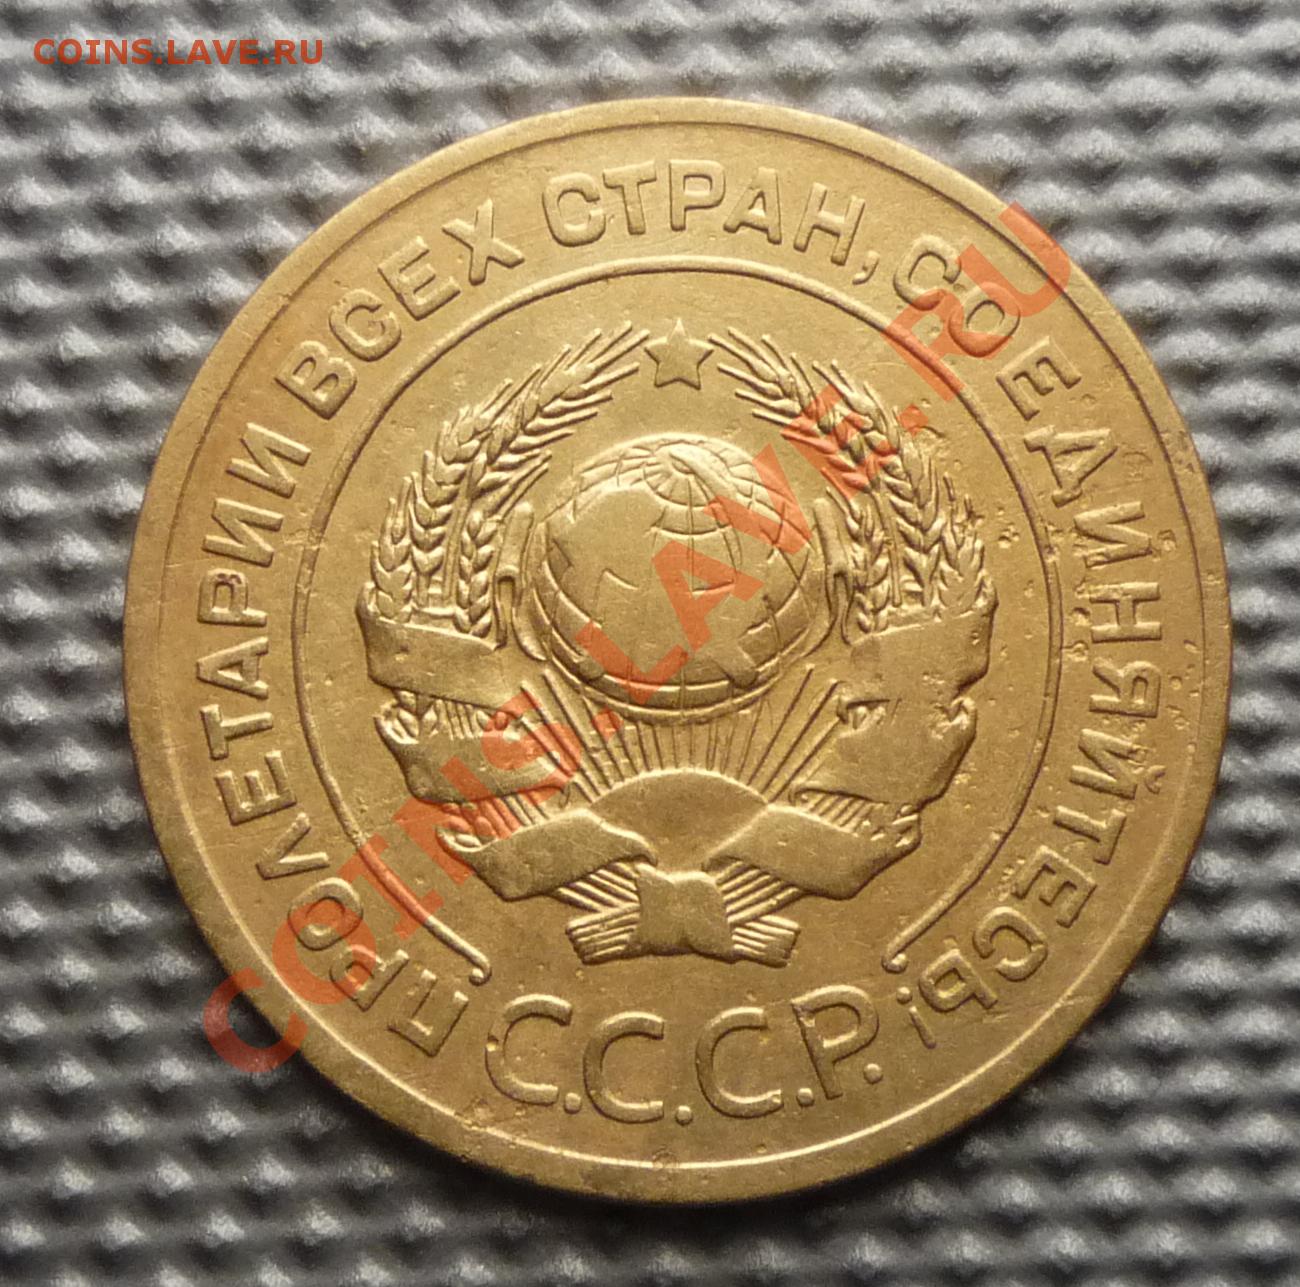 COINS.LAVE.RU
ПРОЛЕТАРИИ ВСЕХ СТРАН, СОЕДИНЯЙТЕСЬ!
С.С.С.Р.
COINS.LAVE.RU